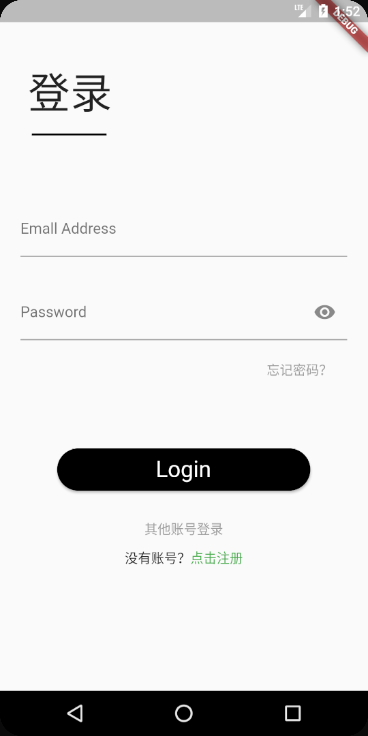 LTE 1:52
DEBUG
登录
Emall Address
Password
忘记密码?
Login
其他账号登录
没有账号? 点击注册